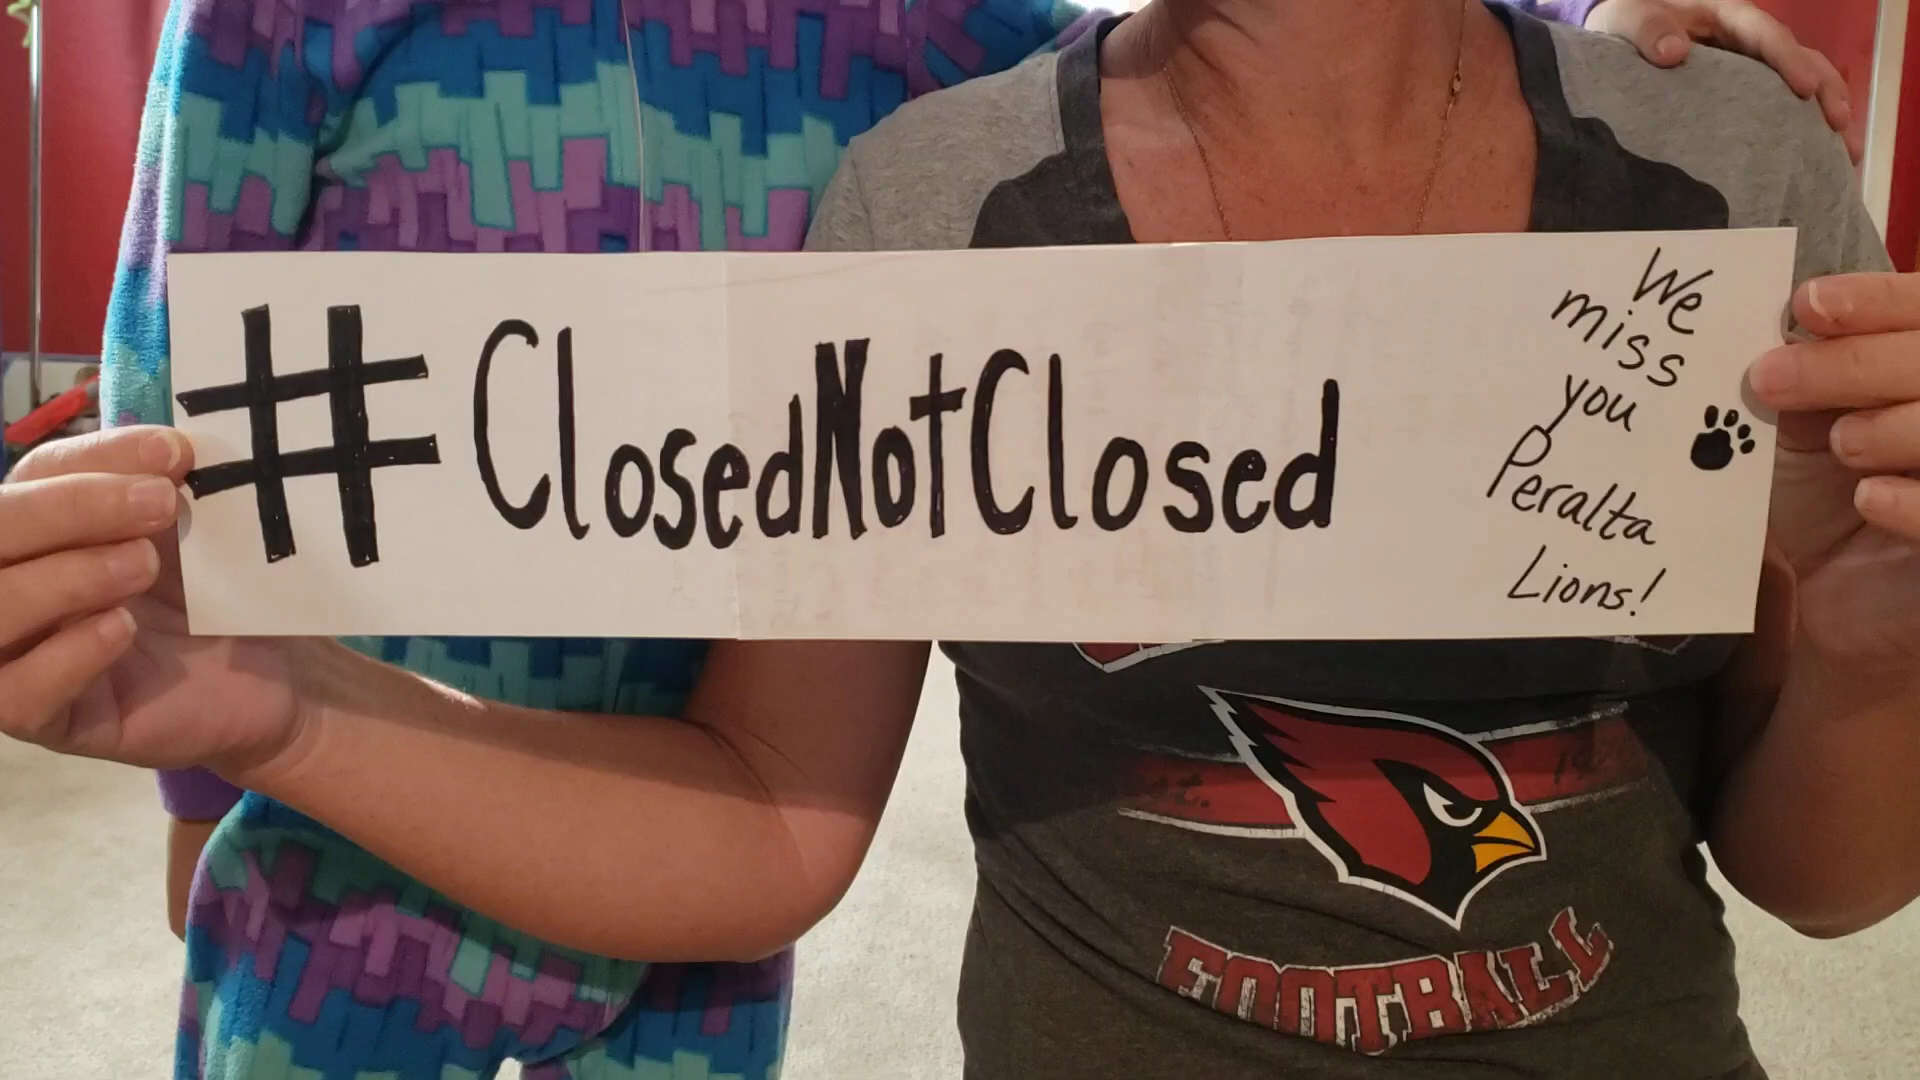 #ClosedNotClosed
We
miss
you
Peralta
Lions!
FOOTBALL